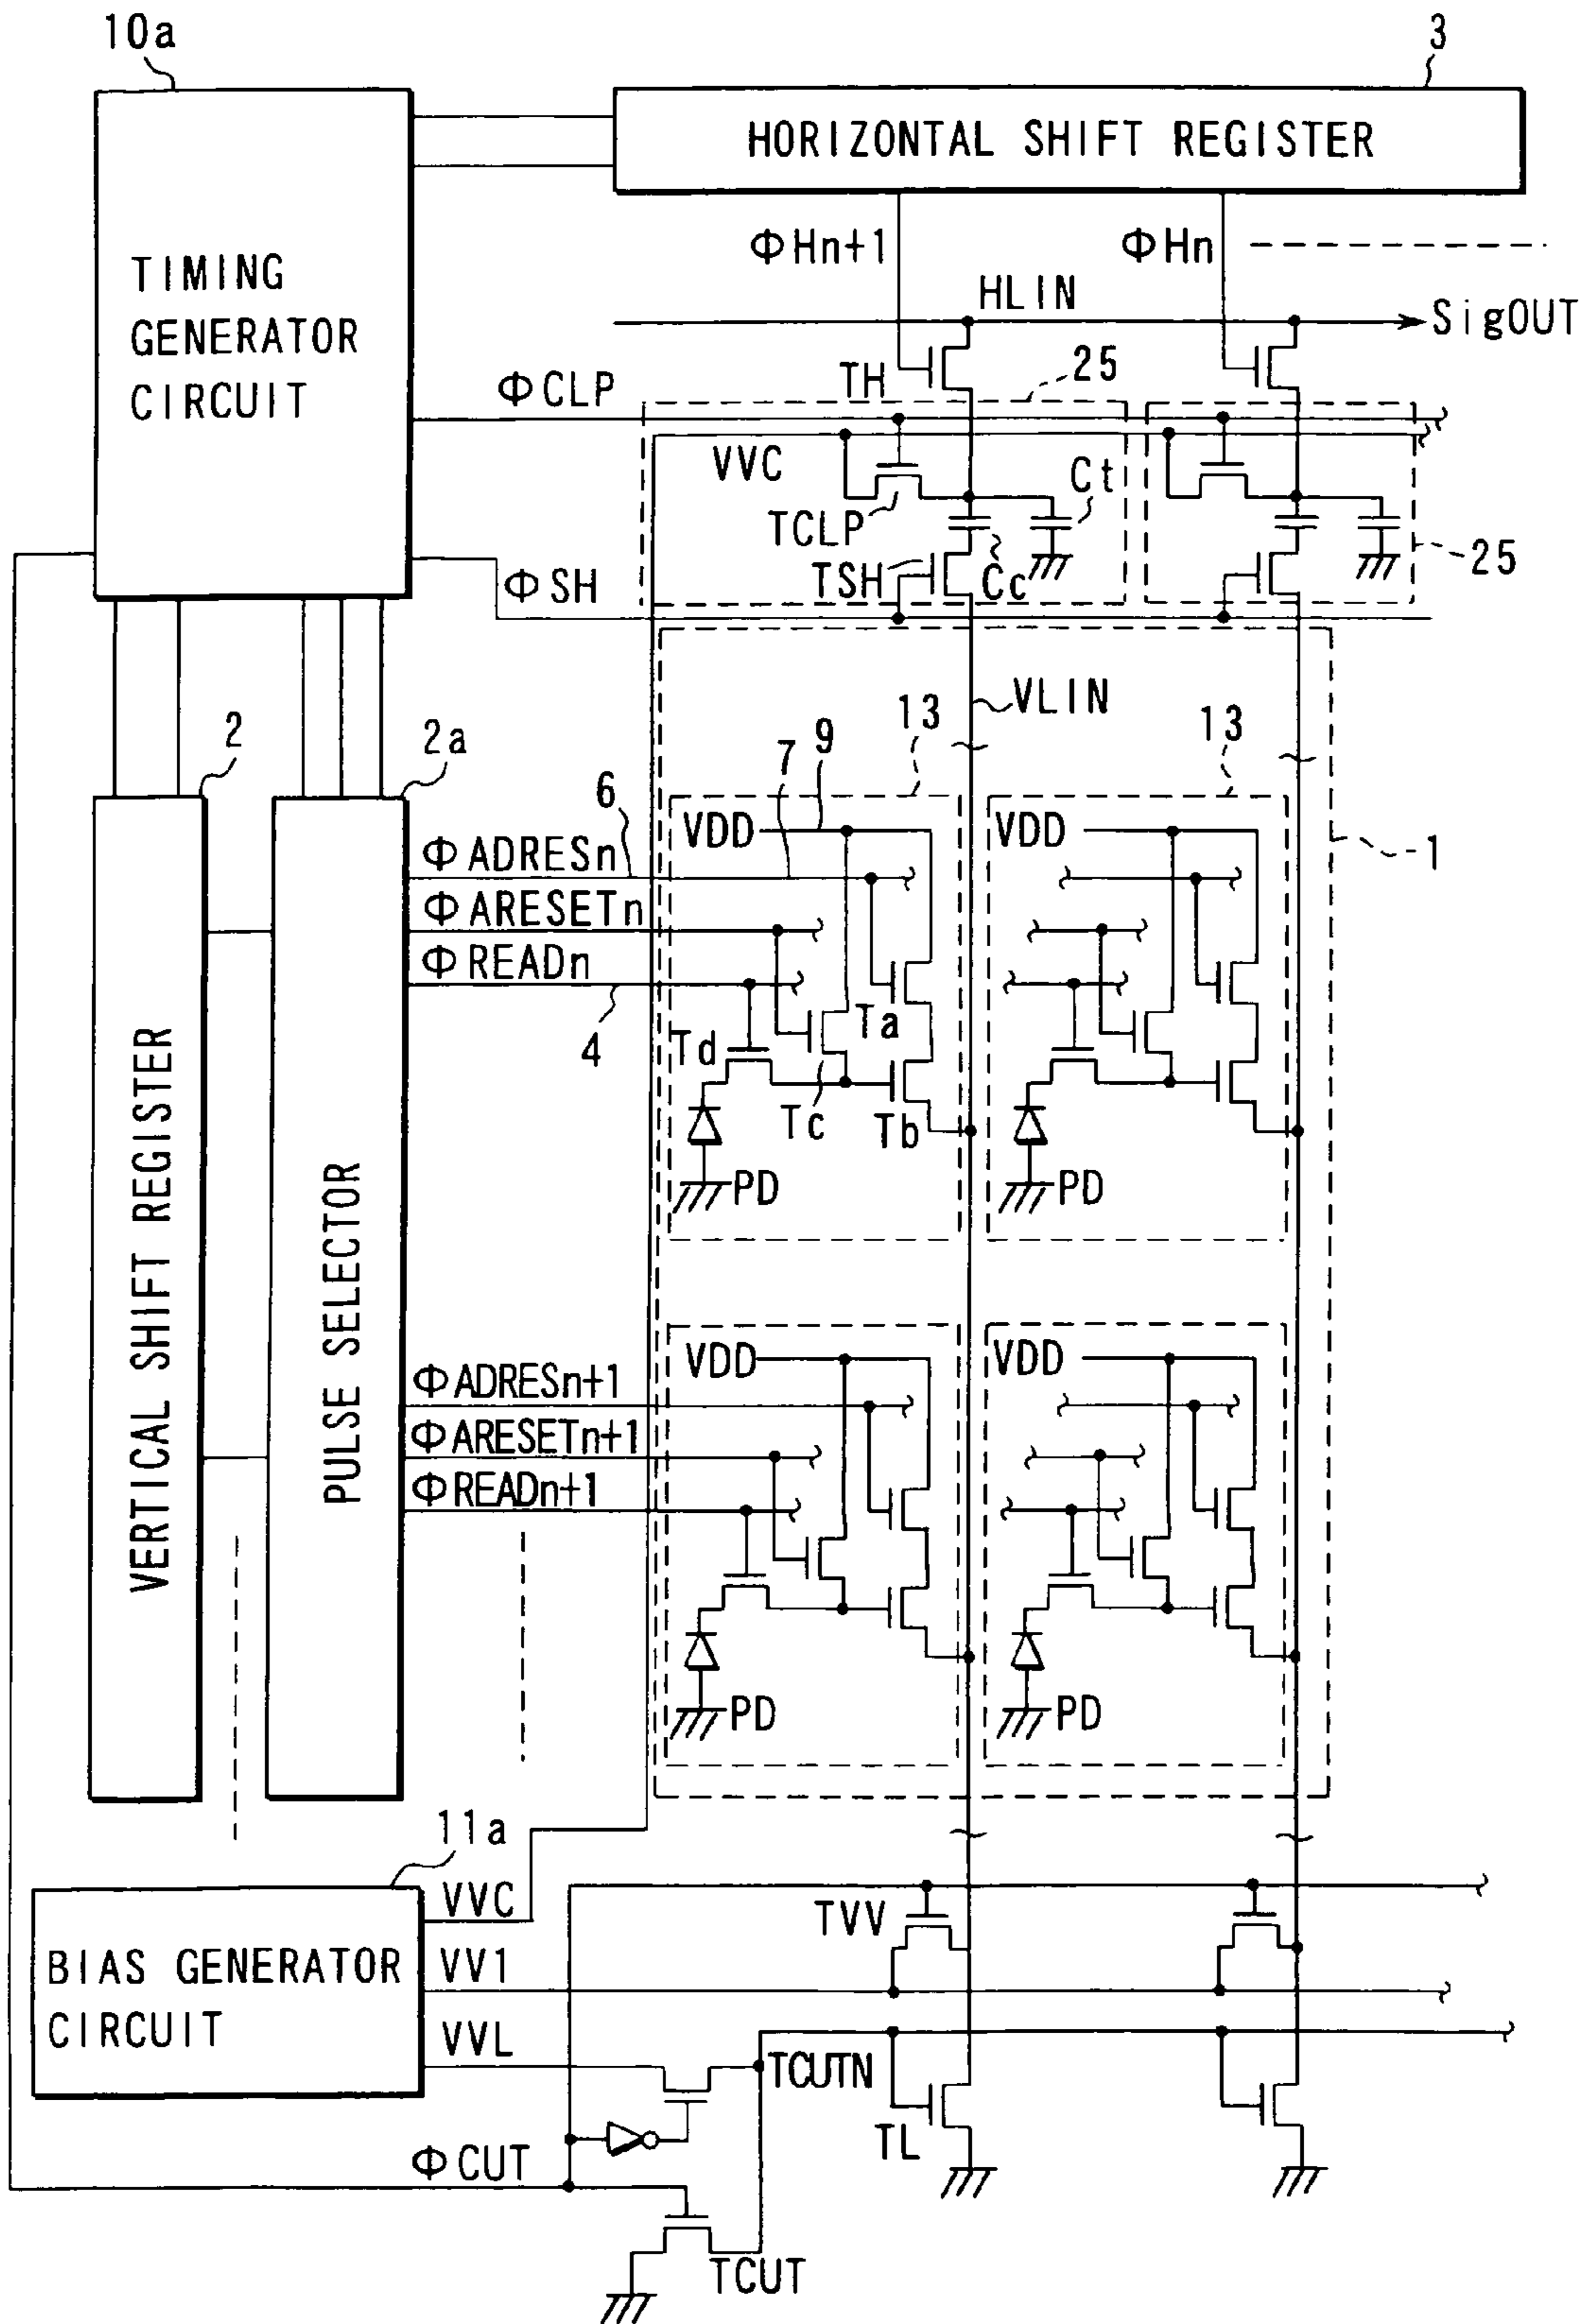 10a
3
HORIZONTAL SHIFT REGISTER
TIMING
GENERATOR
CIRCUIT
ΦHn+1
ΦHn
HLIN
SigOUT
TH
25
ΦCLP
VVC
Ct
TCLP
TSH
Cc
25
ΦSH
VLIN
13
13
2
2a
7
9
6
1
VDD
VDD
ΦADRESn
ΦARESETn
ΦREADn
4
Td
Ta
Tc
Tb
PD
PD
VERTICAL SHIFT REGISTER
PULSE SELECTOR
VDD
VDD
ΦADRESn+1
ΦARESETn+1
ΦREADn+1
PD
PD
11a
VVC
TVV
BIAS GENERATOR
CIRCUIT
VV1
VVL
TCUTN
TL
ΦCUT
TCUT